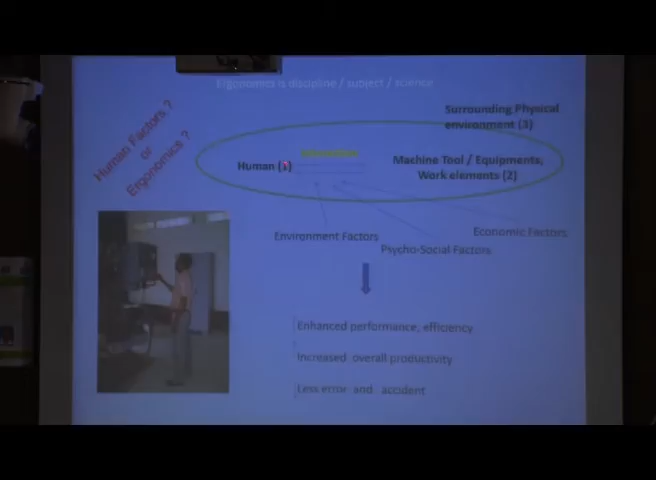 Ergonomics is discipline / subject / science
Human Factors ?
or
Ergonomics ?
Surrounding Physical
environment (3)
Human (1)
Machine Tool / Equipments,
Work elements (2)
Environment Factors
Psycho-Social Factors
Economic Factors
Enhanced performance, efficiency
Increased overall productivity
Less error and accident